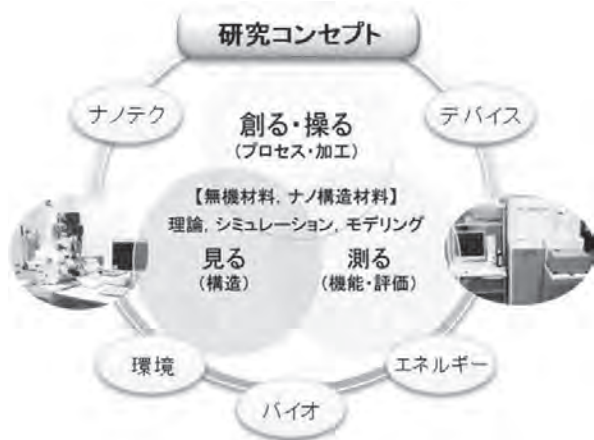 研究コンセプト
ナノテク
デバイス
創る・操る
(プロセス・加工)
【無機材料, ナノ構造材料】
理論, シミュレーション, モデリング
見る
(構造)
測る
(機能・評価)
環境
エネルギー
バイオ